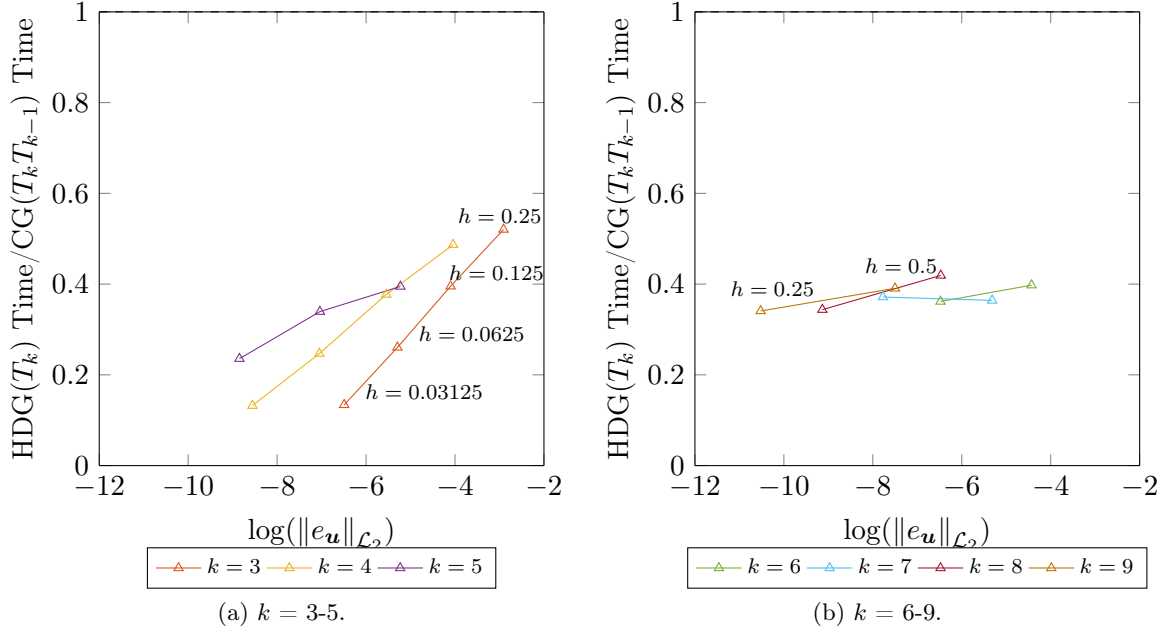 HDG(T_k) Time/CG(T_kT_{k−1}) Time
1
0.8
0.6
0.4
0.2
0
h = 0.25
h = 0.125
h = 0.0625
h = 0.03125
−12 −10 −8 −6 −4 −2
log(‖e_u‖_{L_2})
k = 3 k = 4 k = 5
(a) k = 3-5.
HDG(T_k) Time/CG(T_kT_{k−1}) Time
1
0.8
0.6
0.4
0.2
0
h = 0.5
h = 0.25
−12 −10 −8 −6 −4 −2
log(‖e_u‖_{L_2})
k = 6 k = 7 k = 8 k = 9
(b) k = 6-9.